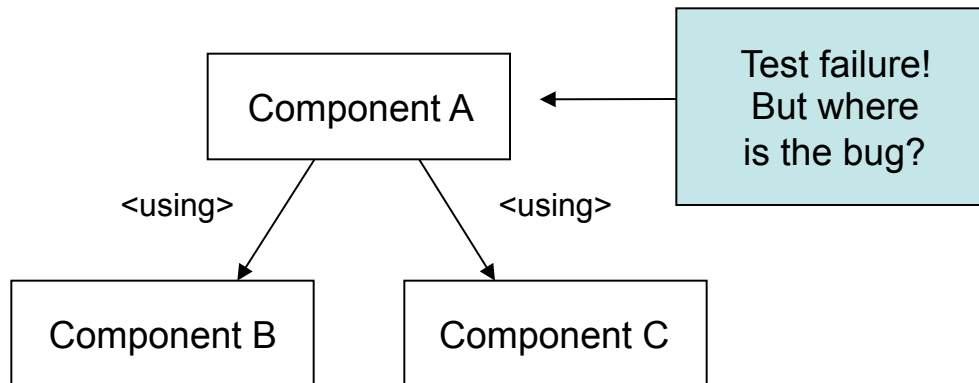 Component A
Test failure!
But where
is the bug?
<using>
<using>
Component B
Component C